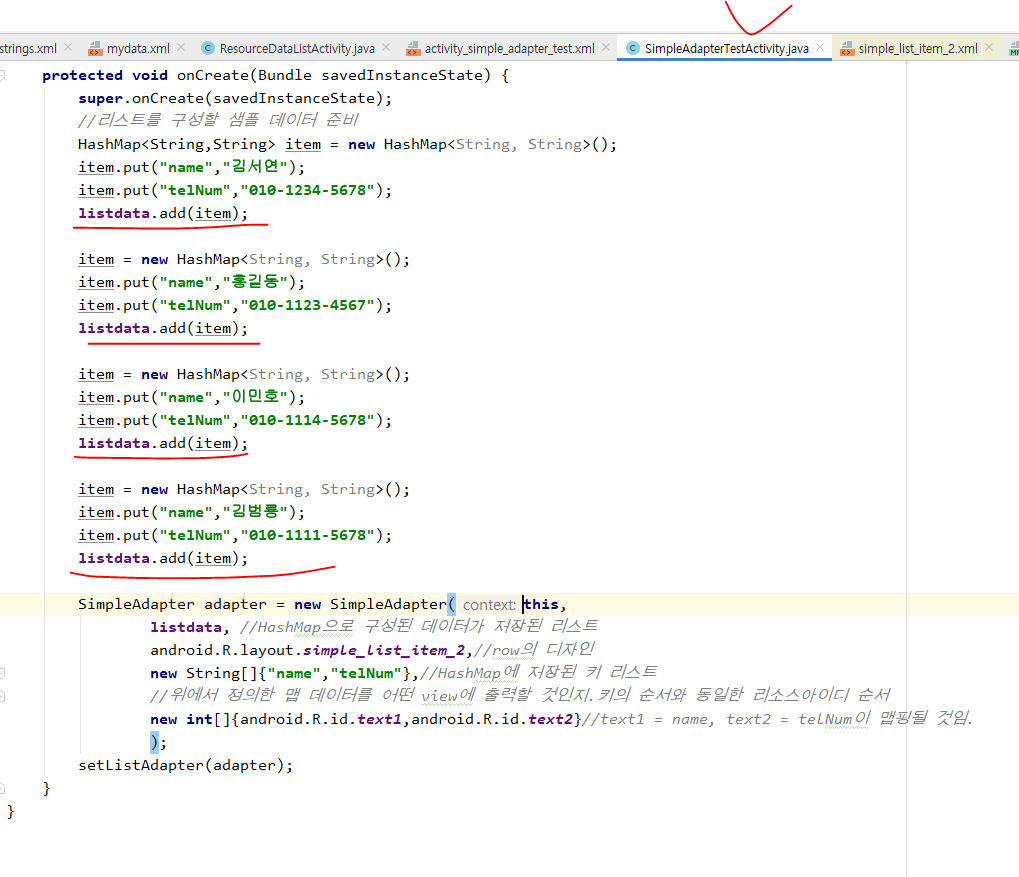 strings.xml mydata.xml ResourceDataListActivity.java activity_simple_adapter_test.xml SimpleAdapterTestActivity.java simple_list_item_2.xml
protected void onCreate(Bundle savedInstanceState) {
super.onCreate(savedInstanceState);
//리스트를 구성할 샘플 데이터 준비
HashMap<String,String> item = new HashMap<String, String>();
item.put("name","김서연");
item.put("telNum","010-1234-5678");
listdata.add(item);
item = new HashMap<String, String>();
item.put("name","홍길동");
item.put("telNum","010-1123-4567");
listdata.add(item);
item = new HashMap<String, String>();
item.put("name","이민호");
item.put("telNum","010-1114-5678");
listdata.add(item);
item = new HashMap<String, String>();
item.put("name","김범룡");
item.put("telNum","010-1111-5678");
listdata.add(item);
SimpleAdapter adapter = new SimpleAdapter( context: this,
listdata, //HashMap으로 구성된 데이터가 저장된 리스트
android.R.layout.simple_list_item_2,//row의 디자인
new String[]{"name","telNum"},//HashMap에 저장된 키 리스트
//위에서 정의한 맵 데이터를 어떤 view에 출력할 것인지.키의 순서와 동일한 리소스아이디 순서
new int[]{android.R.id.text1,android.R.id.text2}//text1 = name, text2 = telNum이 맵핑될 것임.
);
setListAdapter(adapter);
}
}